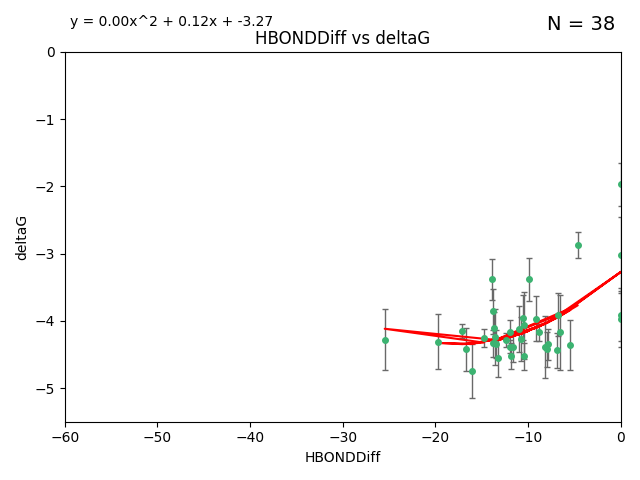 y = 0.00x^2 + 0.12x + -3.27
N = 38
HBONDDiff vs deltaG
deltaG
0
−1
−2
−3
−4
−5
−60 −50 −40 −30 −20 −10 0
HBONDDiff